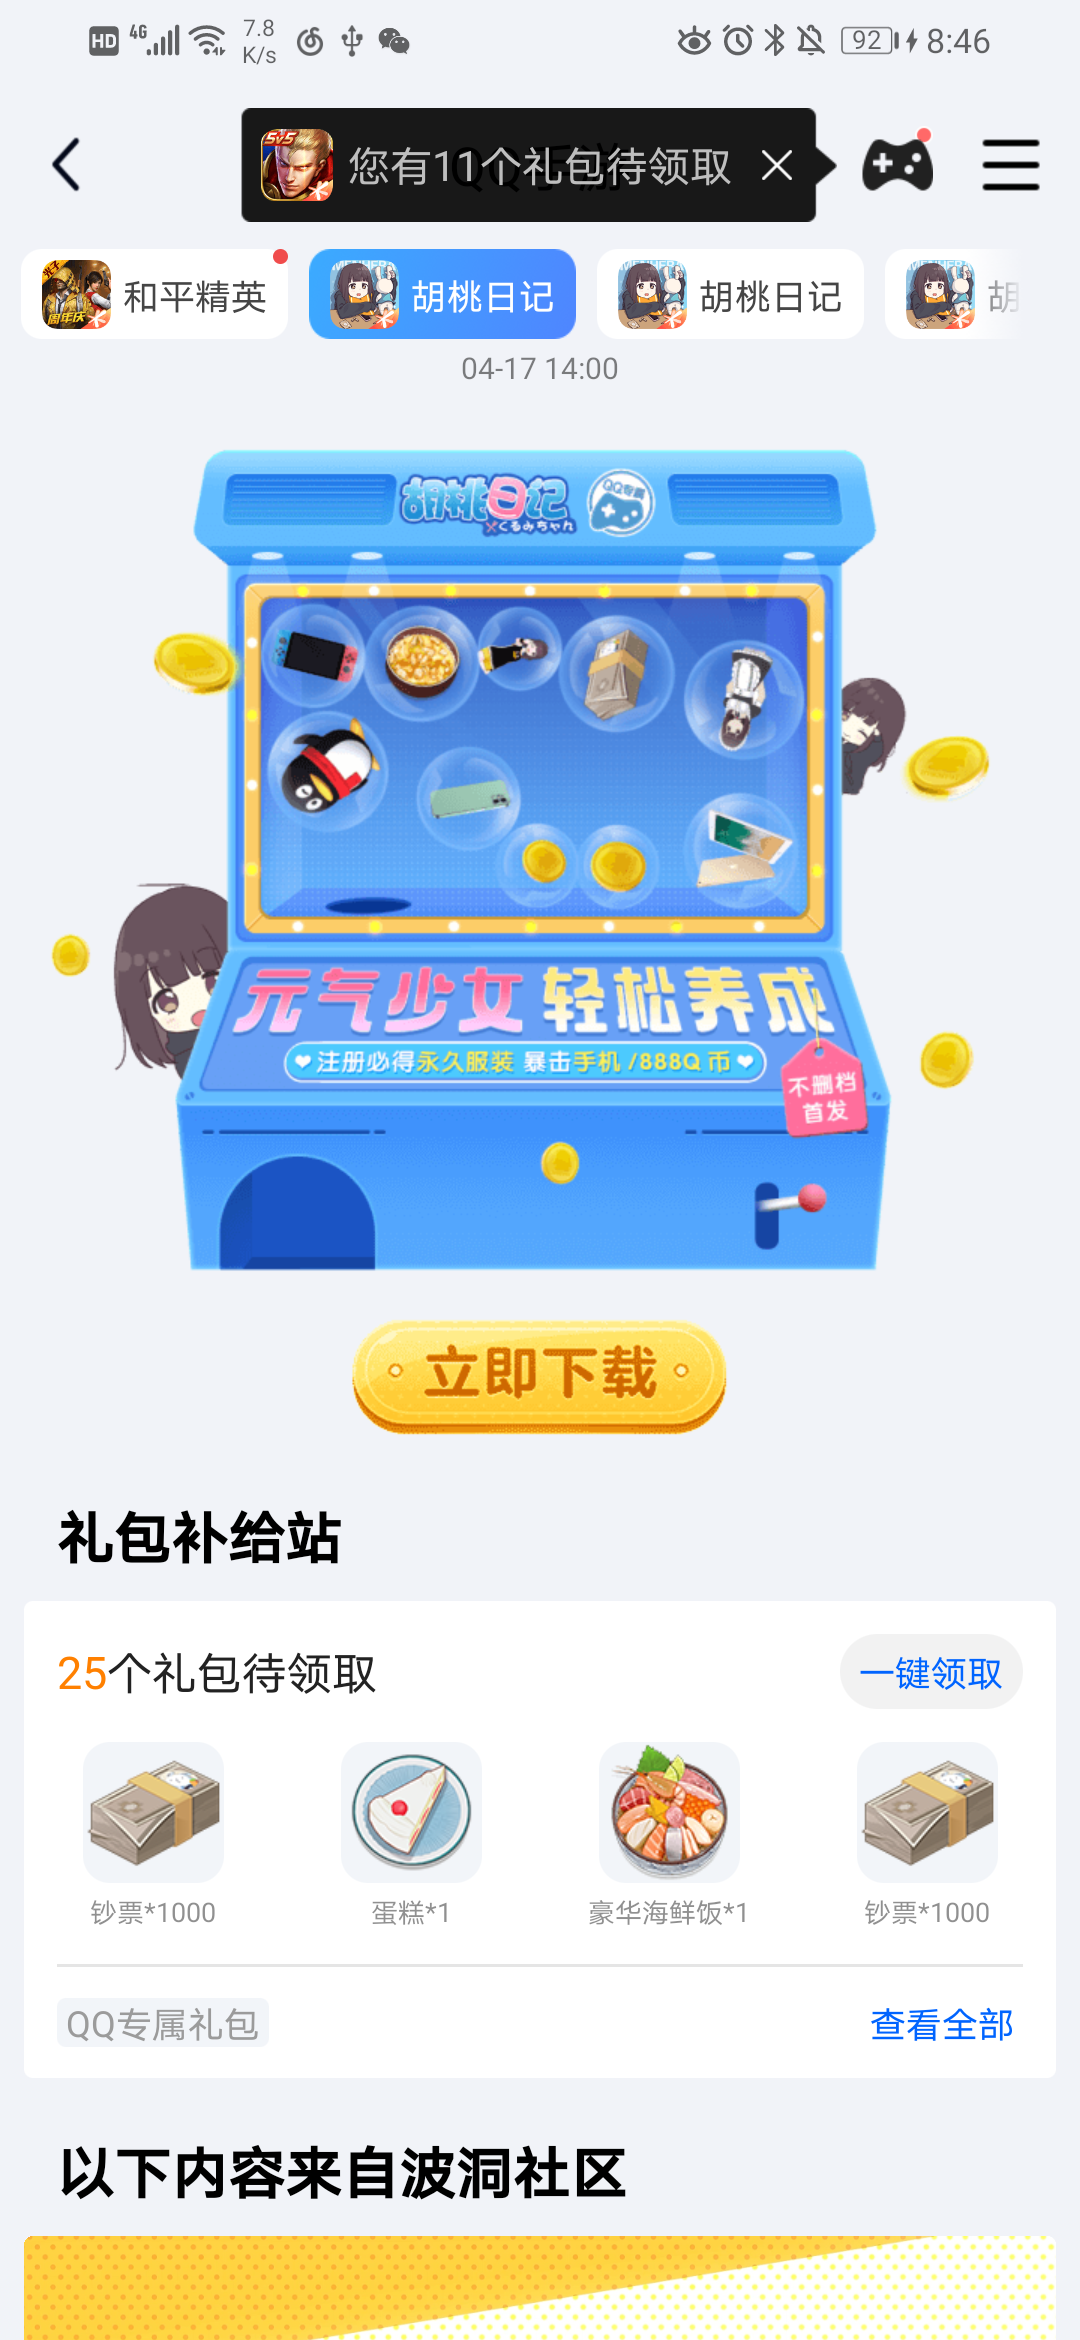 HD 4G 7.8 K/s 92 8:46
您有11个礼包待领取
和平精英
胡桃日记
胡桃日记
胡
04-17 14:00
胡桃日记
くるみちゃん
QQ专属
元气少女 轻松养成
注册必得永久服装 暴击手机/888Q币
不删档
首发
立即下载
礼包补给站
25个礼包待领取
一键领取
钞票*1000
蛋糕*1
豪华海鲜饭*1
钞票*1000
QQ专属礼包
查看全部
以下内容来自波洞社区